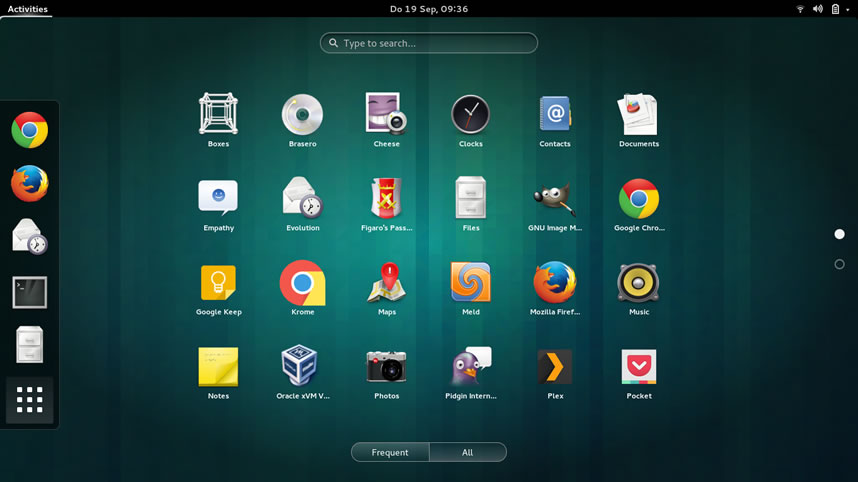 Activities
Do 19 Sep, 09:36
Type to search...
Boxes
Brasero
Cheese
Clocks
Contacts
Documents
Empathy
Evolution
Figaro's Pass...
Files
GNU Image M...
Google Chro...
Google Keep
Krome
Maps
Meld
Mozilla Firef...
Music
Notes
Oracle xVM V...
Photos
Pidgin Intern...
Plex
Pocket
Frequent
All